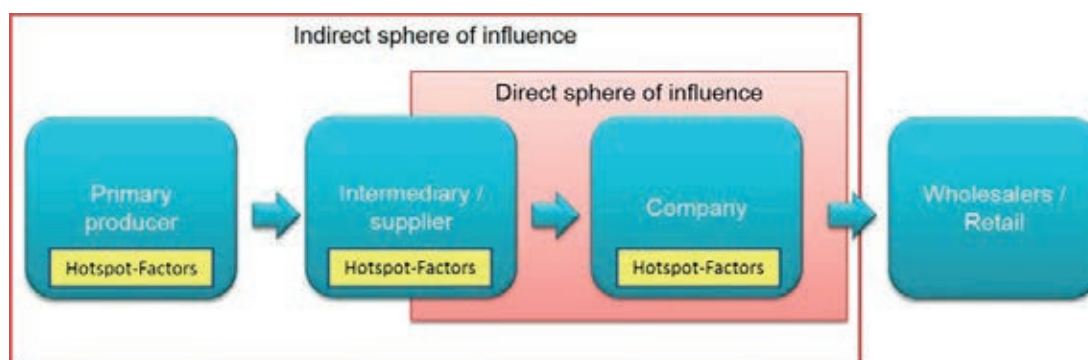 Indirect sphere of influence
Direct sphere of influence
Primary
producer
Hotspot-Factors
Intermediary /
supplier
Hotspot-Factors
Company
Hotspot-Factors
Wholesalers /
Retail